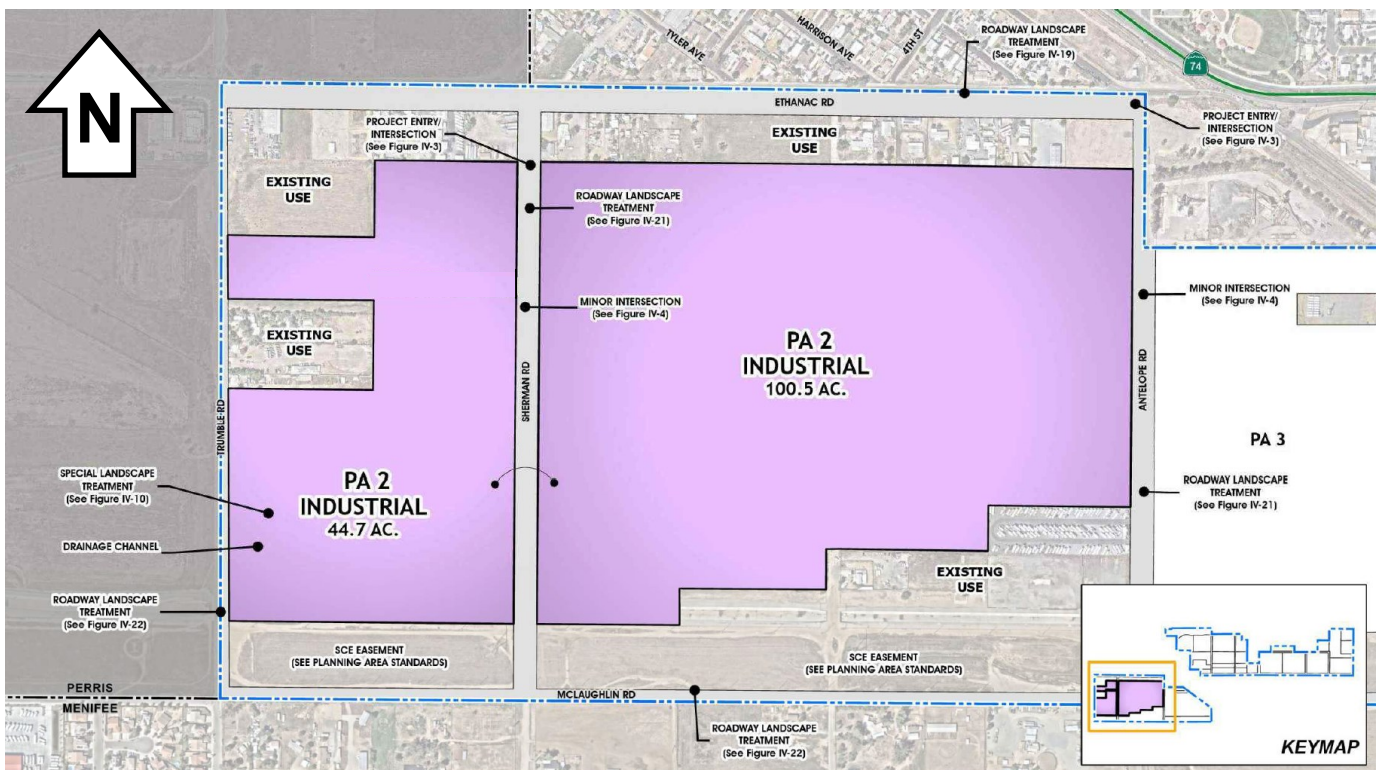 N
TYLER AVE
HARRISON AVE
4TH ST
ROADWAY LANDSCAPE
TREATMENT
(See Figure IV-19)
74
ETHANAC RD
PROJECT ENTRY/
INTERSECTION
(See Figure IV-3)
EXISTING
USE
PROJECT ENTRY/
INTERSECTION
(See Figure IV-3)
EXISTING
USE
ROADWAY LANDSCAPE
TREATMENT
(See Figure IV-21)
MINOR INTERSECTION
(See Figure IV-4)
MINOR INTERSECTION
(See Figure IV-4)
EXISTING
USE
PA 2
INDUSTRIAL
100.5 AC.
TRUMBLE RD
SHERMAN RD
ANTELOPE RD
PA 3
SPECIAL LANDSCAPE
TREATMENT
(See Figure IV-10)
PA 2
INDUSTRIAL
44.7 AC.
ROADWAY LANDSCAPE
TREATMENT
(See Figure IV-21)
DRAINAGE CHANNEL
EXISTING
USE
ROADWAY LANDSCAPE
TREATMENT
(See Figure IV-22)
SCE EASEMENT
(SEE PLANNING AREA STANDARDS)
SCE EASEMENT
(SEE PLANNING AREA STANDARDS)
PERRIS
MENIFEE
MCLAUGHLIN RD
ROADWAY LANDSCAPE
TREATMENT
(See Figure IV-22)
KEYMAP